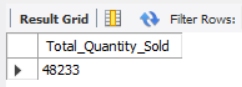 Result Grid Filter Rows:
Total_Quantity_Sold
48233